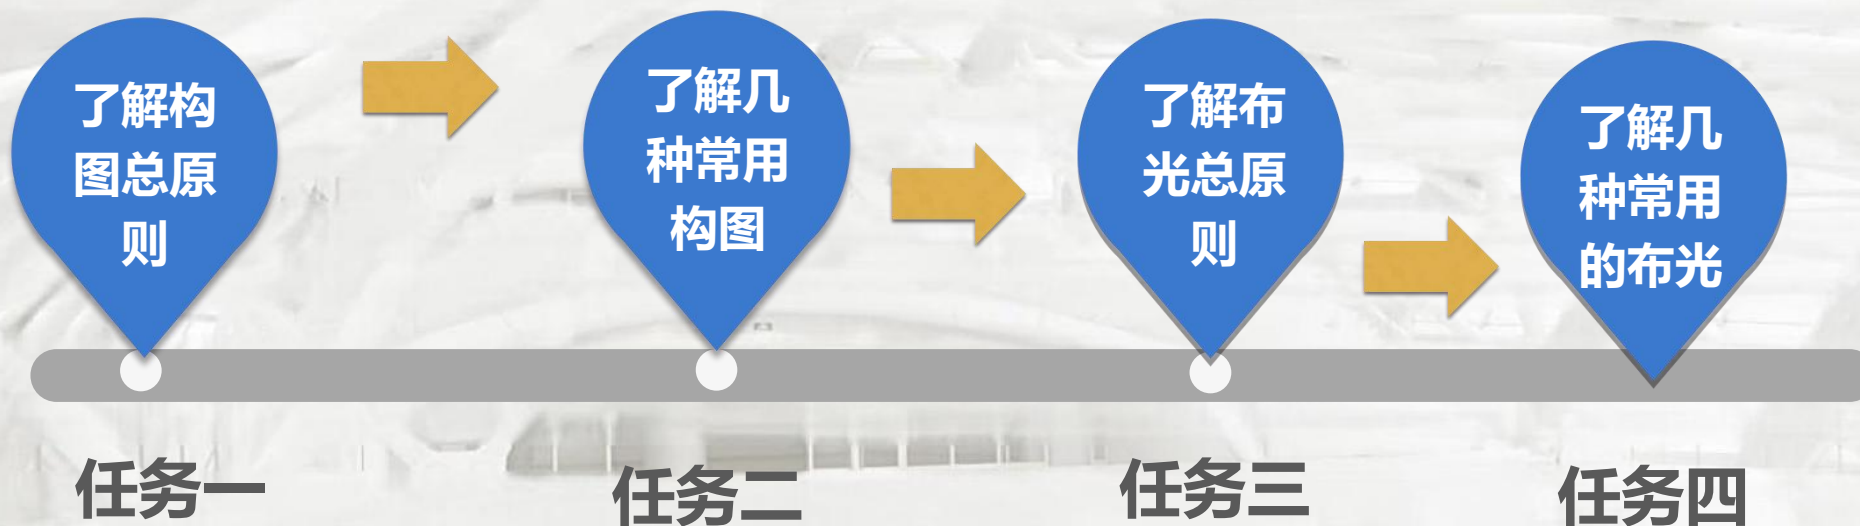 了解构
图总原
则
了解几
种常用
构图
了解布
光总原
则
了解几
种常用
的布光
任务一
任务二
任务三
任务四